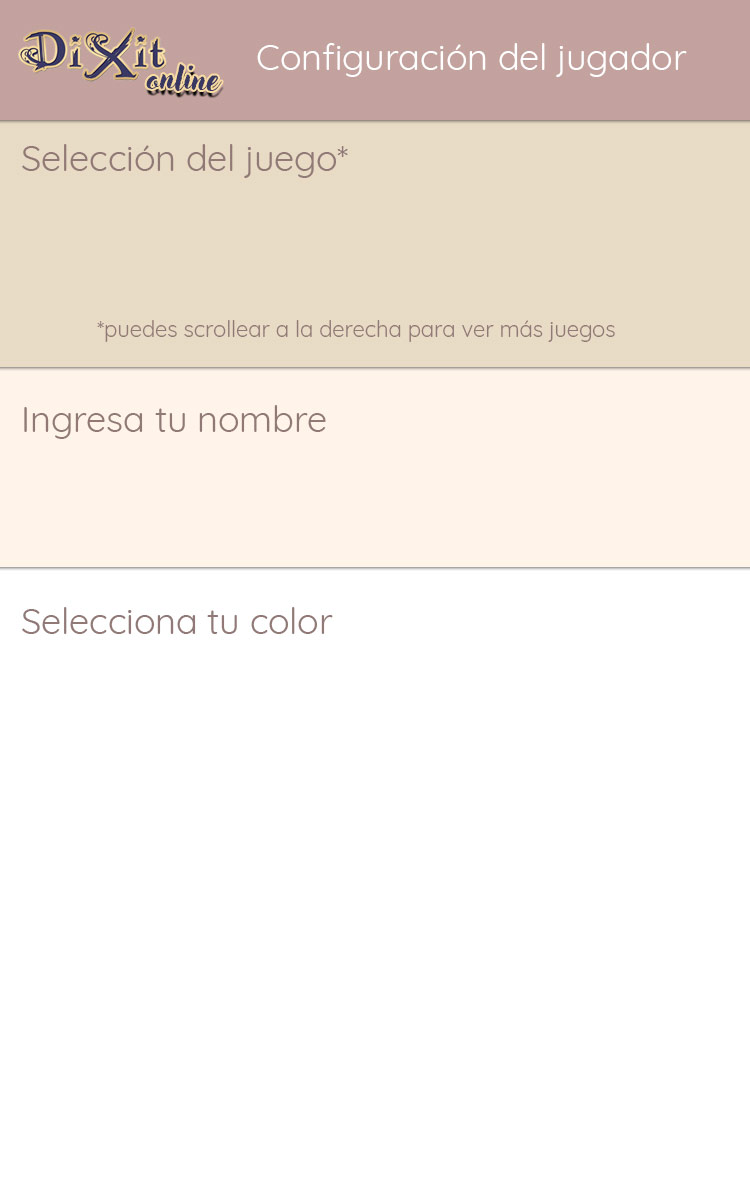 DiXit
online
Configuración del jugador
Selección del juego*
*puedes scrollear a la derecha para ver más juegos
Ingresa tu nombre
Selecciona tu color